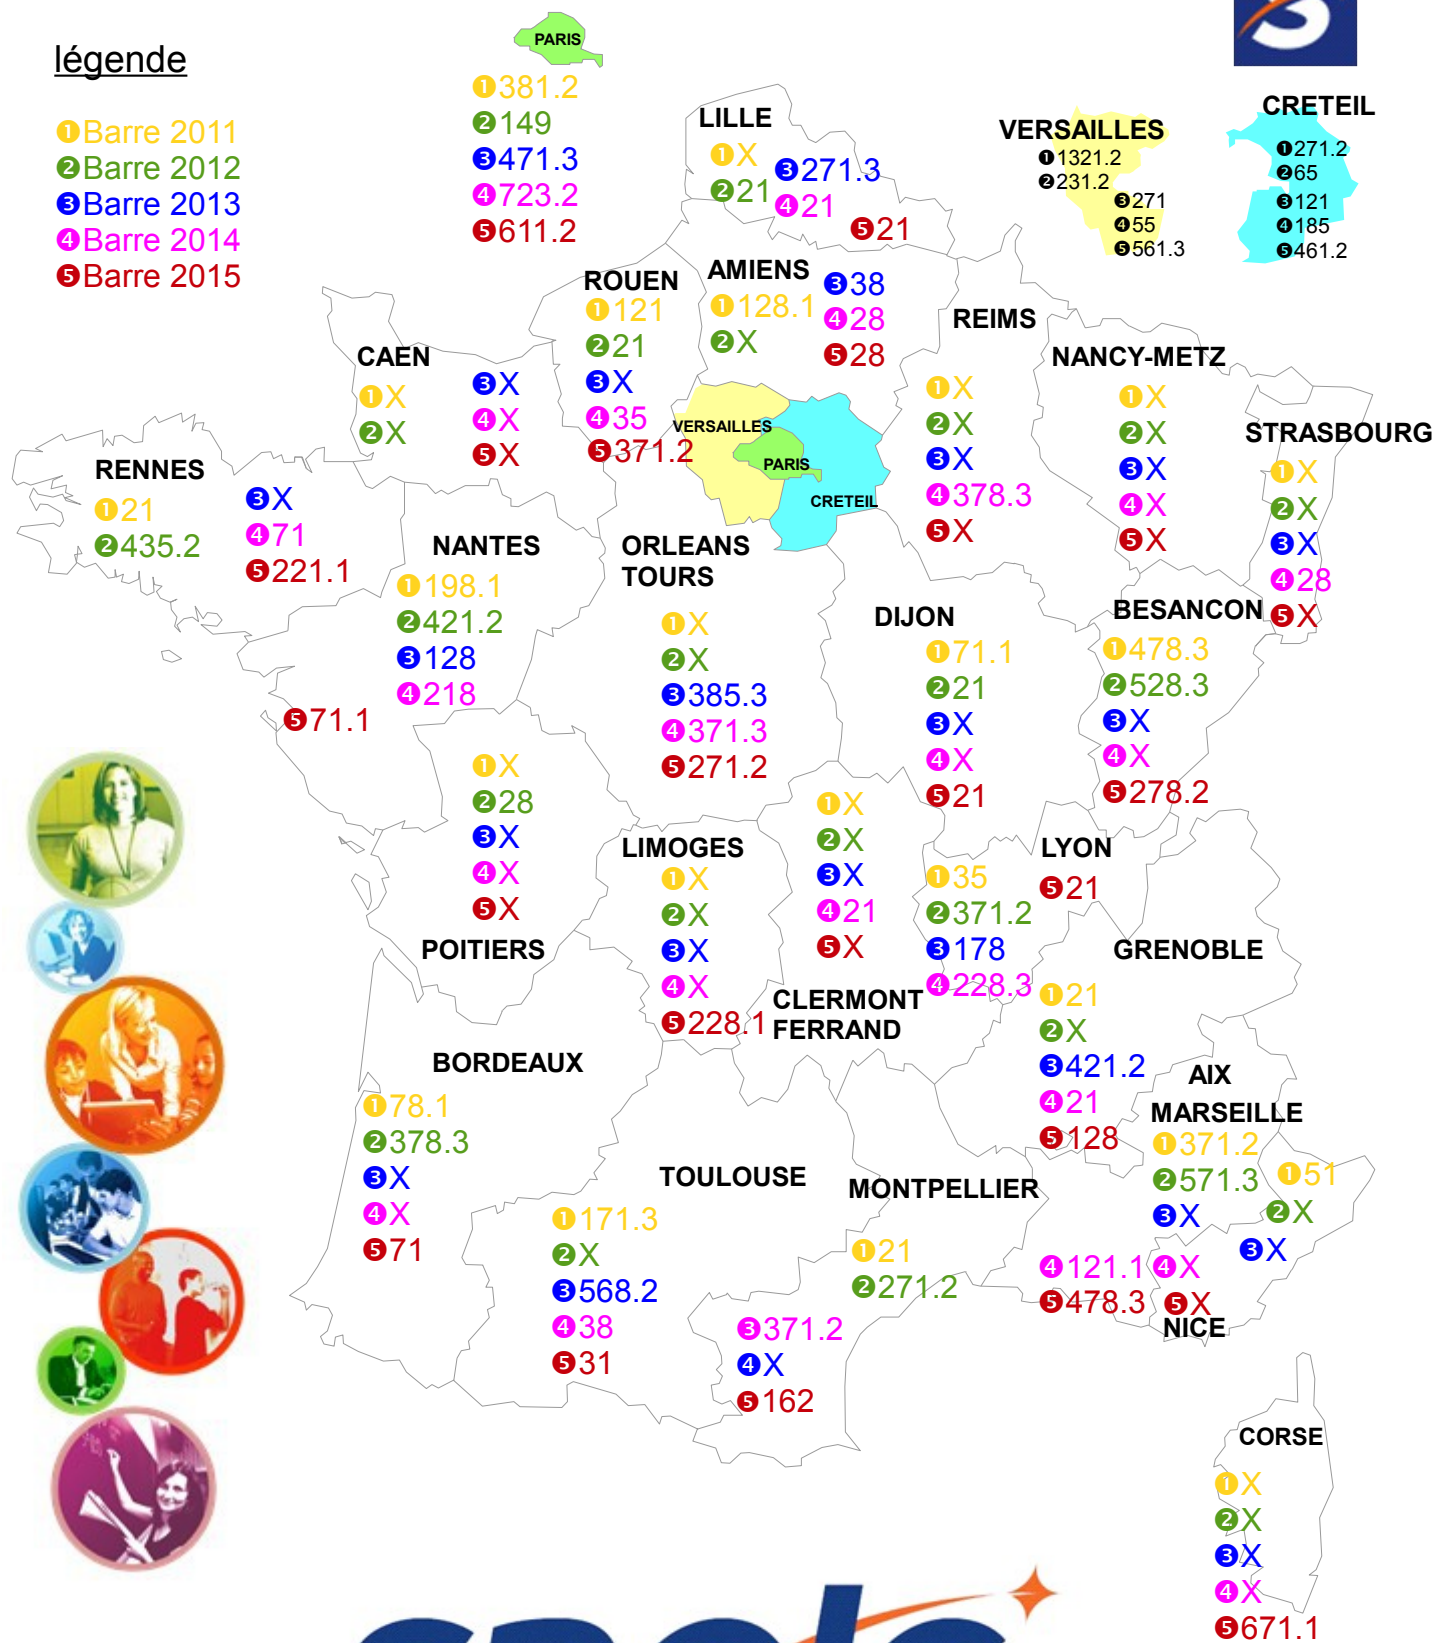 légende
❶Barre 2011
❷Barre 2012
❸Barre 2013
❹Barre 2014
❺Barre 2015
PARIS
❶381.2
❷149
❸471.3
❹723.2
❺611.2
LILLE
❶X
❷21
❸271.3
❹21
❺21
VERSAILLES
❶1321.2
❷231.2
❸271
❹55
❺561.3
CRETEIL
❶271.2
❷65
❸121
❹185
❺461.2
ROUEN
❶121
❷21
❸X
❹35
❺371.2
AMIENS
❶128.1
❷X
❸38
❹28
❺28
REIMS
❶X
❷X
❸X
❹378.3
❺X
CAEN
❶X
❷X
❸X
❹X
❺X
NANCY-METZ
❶X
❷X
❸X
❹X
❺X
STRASBOURG
❶X
❷X
❸X
❹28
❺X
VERSAILLES
PARIS
CRETEIL
RENNES
❶21
❷435.2
❸X
❹71
❺221.1
NANTES
❶198.1
❷421.2
❸128
❹218
❺71.1
ORLEANS
TOURS
❶X
❷X
❸385.3
❹371.3
❺271.2
DIJON
❶71.1
❷21
❸X
❹X
❺21
BESANCON
❶478.3
❷528.3
❸X
❹X
❺278.2
❶X
❷28
❸X
❹X
❺X
POITIERS
LIMOGES
❶X
❷X
❸X
❹X
❺228.1
❶X
❷X
❸X
❹21
❺X
CLERMONT
FERRAND
LYON
❶35
❷371.2
❸178
❹228.3
❺21
GRENOBLE
❶21
❷X
❸421.2
❹21
❺128
BORDEAUX
❶78.1
❷378.3
❸X
❹X
❺71
TOULOUSE
❶171.3
❷X
❸568.2
❹38
❺31
MONTPELLIER
❶21
❷271.2
❸371.2
❹X
❺162
AIX
MARSEILLE
❶371.2
❷571.3
❸X
❹121.1
❺478.3
❶51
❷X
❸X
❹X
❺X
NICE
CORSE
❶X
❷X
❸X
❹X
❺671.1